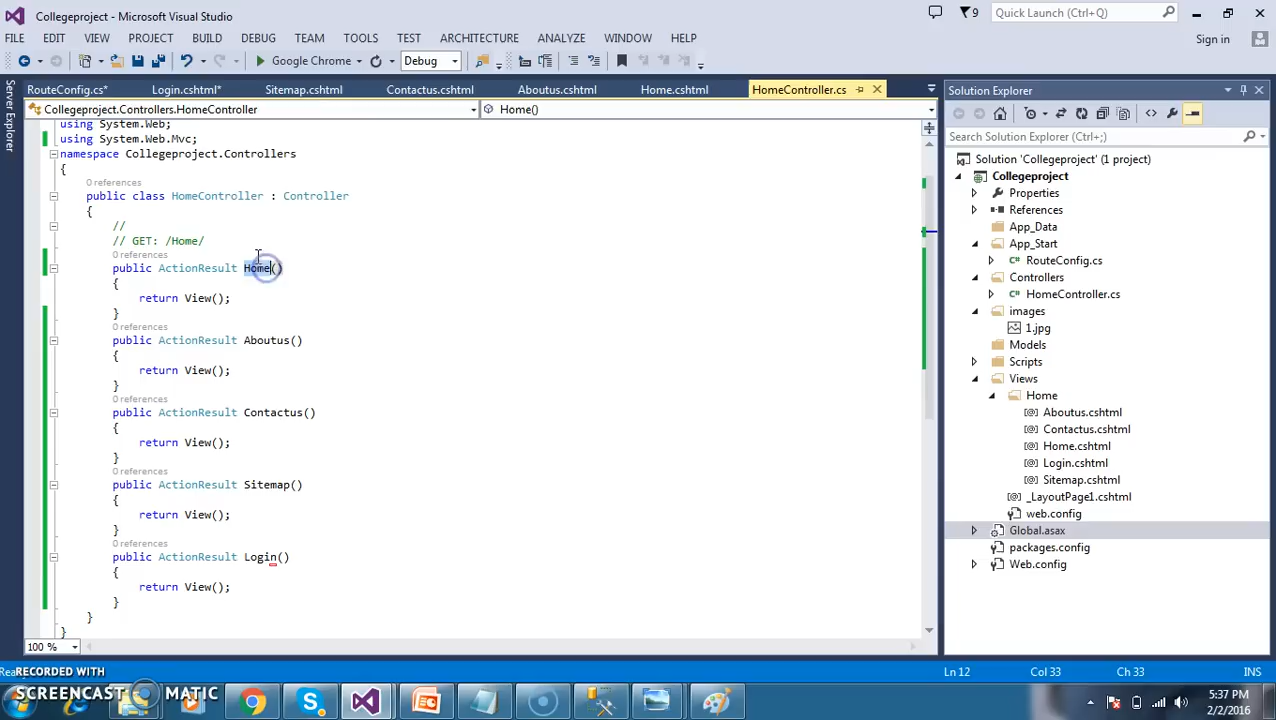 Collegeproject - Microsoft Visual Studio
9
Quick Launch (Ctrl+Q)
FILE EDIT VIEW PROJECT BUILD DEBUG TEAM TOOLS TEST ARCHITECTURE ANALYZE WINDOW HELP
Sign in
Google Chrome Debug
Server Explorer
RouteConfig.cs* Login.cshtml* Sitemap.cshtml Contactus.cshtml Aboutus.cshtml Home.cshtml HomeController.cs
Collegeproject.Controllers.HomeController Home()
using System.Web;
using System.Web.Mvc;
namespace Collegeproject.Controllers
{
0 references
public class HomeController : Controller
{
//
// GET: /Home/
0 references
public ActionResult Home()
{
return View();
}
0 references
public ActionResult Aboutus()
{
return View();
}
0 references
public ActionResult Contactus()
{
return View();
}
0 references
public ActionResult Sitemap()
{
return View();
}
0 references
public ActionResult Login()
{
return View();
}
}
}
100 %
Solution Explorer
Search Solution Explorer (Ctrl+;)
Solution 'Collegeproject' (1 project)
Collegeproject
Properties
References
App_Data
App_Start
RouteConfig.cs
Controllers
HomeController.cs
images
1.jpg
Models
Scripts
Views
Home
Aboutus.cshtml
Contactus.cshtml
Home.cshtml
Login.cshtml
Sitemap.cshtml
_LayoutPage1.cshtml
web.config
Global.asax
packages.config
Web.config
Ln 12 Col 33 Ch 33 INS
RECORDED WITH
SCREENCAST MATIC
5:37 PM
2/2/2016